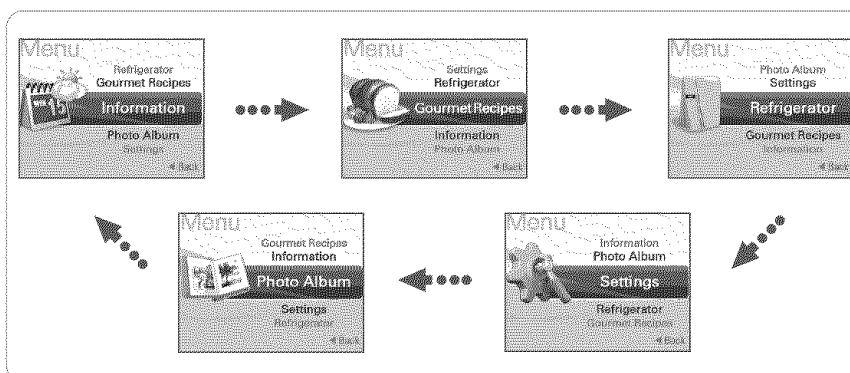 Menu
Refrigerator
Gourmet Recipes
Information
Photo Album
Settings
◄ Back
Menu
Settings
Refrigerator
Gourmet Recipes
Information
Photo Album
◄ Back
Menu
Photo Album
Settings
Refrigerator
Gourmet Recipes
Information
◄ Back
Menu
Gourmet Recipes
Information
Photo Album
Settings
Refrigerator
◄ Back
Menu
Information
Photo Album
Settings
Refrigerator
Gourmet Recipes
◄ Back